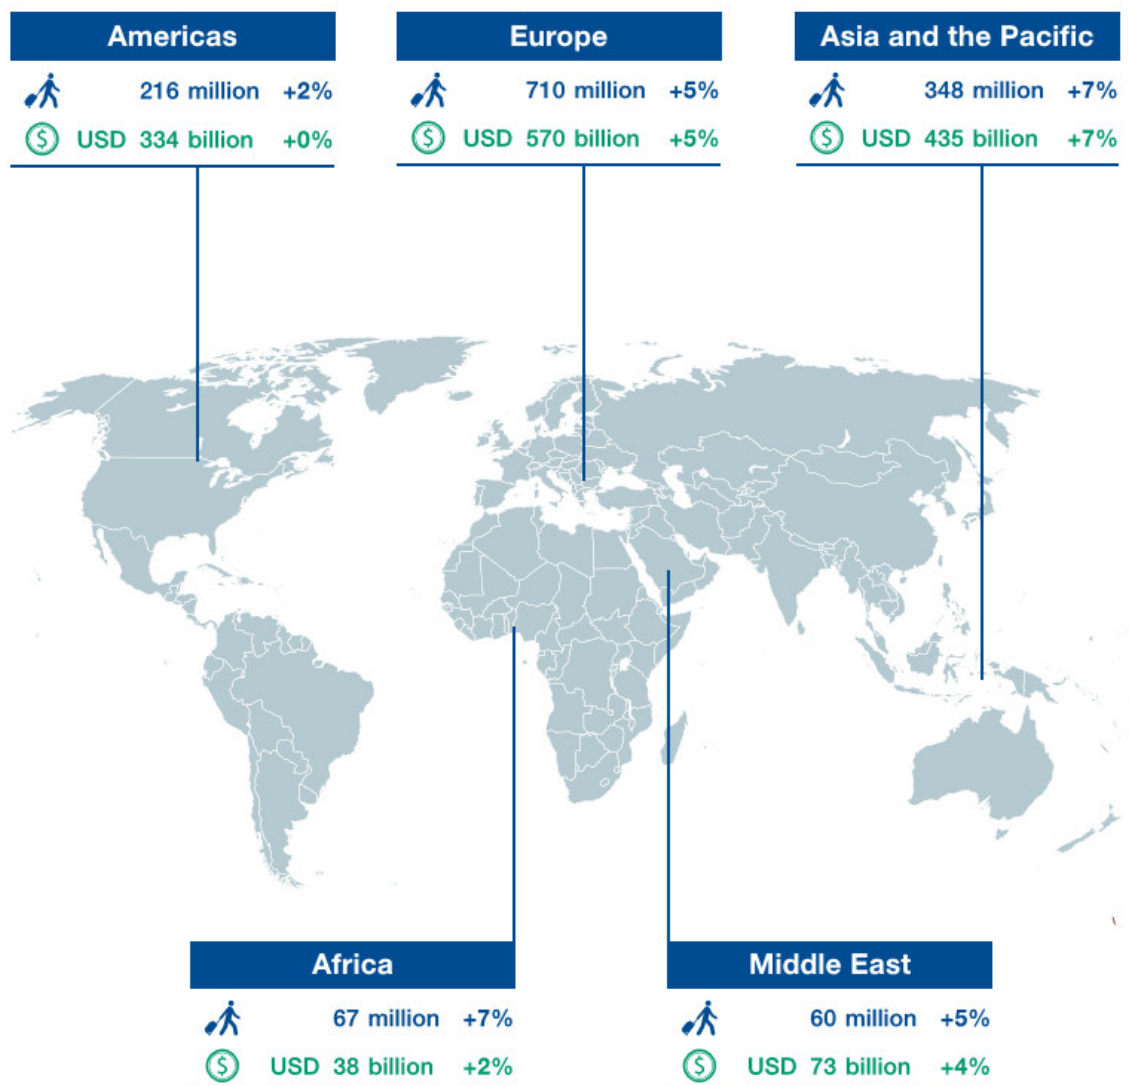 Americas
216 million +2%
$ USD 334 billion +0%
Europe
710 million +5%
$ USD 570 billion +5%
Asia and the Pacific
348 million +7%
$ USD 435 billion +7%
Africa
67 million +7%
$ USD 38 billion +2%
Middle East
60 million +5%
$ USD 73 billion +4%